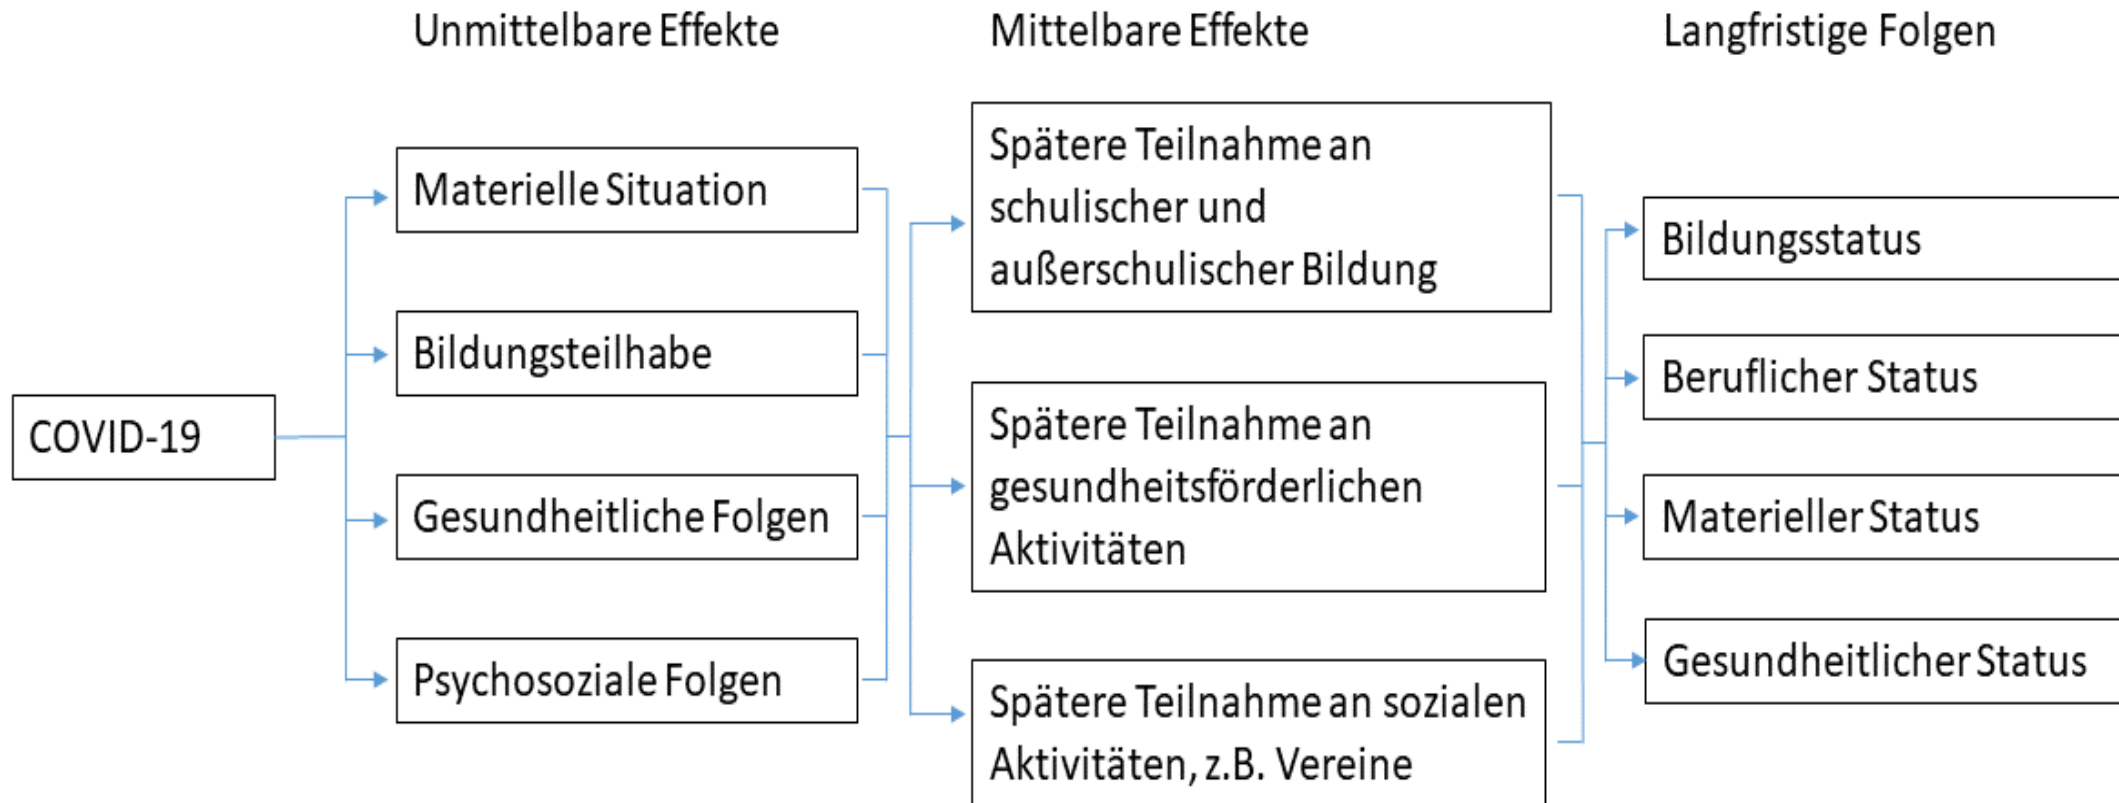 Unmittelbare Effekte
Mittelbare Effekte
Langfristige Folgen
COVID-19
Materielle Situation
Bildungsteilhabe
Gesundheitliche Folgen
Psychosoziale Folgen
Spätere Teilnahme an
schulischer und
außerschulischer Bildung
Spätere Teilnahme an
gesundheitsförderlichen
Aktivitäten
Spätere Teilnahme an sozialen
Aktivitäten, z.B. Vereine
Bildungsstatus
Beruflicher Status
Materieller Status
Gesundheitlicher Status